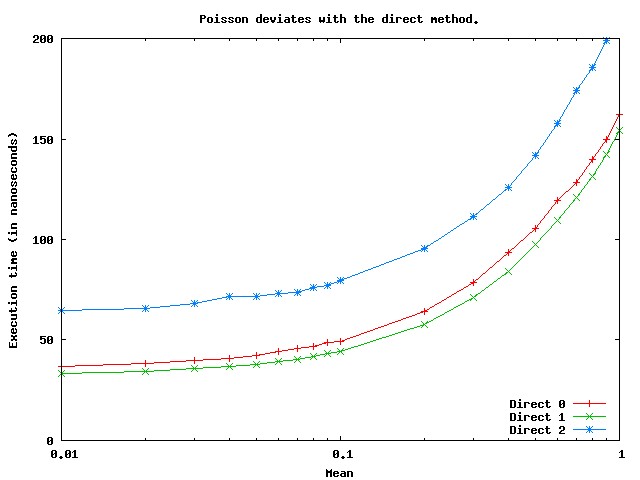 Poisson deviates with the direct method.
200
150
100
50
0
Execution time (in nanoseconds)
Direct 0
Direct 1
Direct 2
0.01 0.1 1
Mean